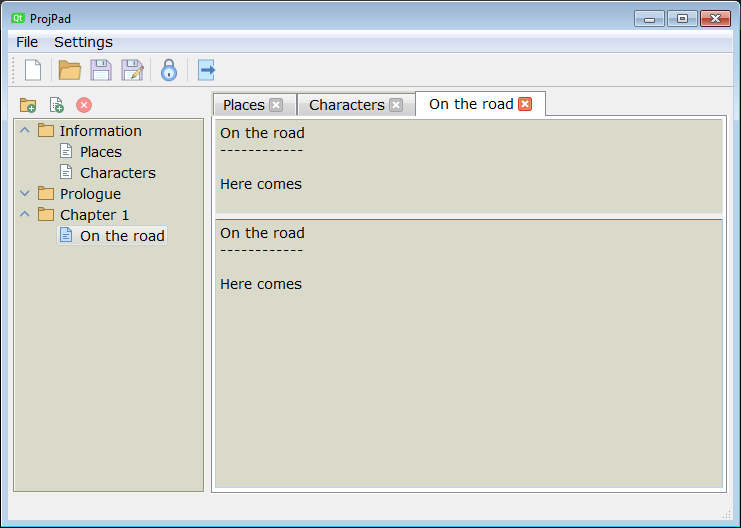 Qt ProjPad
File Settings
Places Characters On the road
Information
Places
Characters
Prologue
Chapter 1
On the road
On the road
------------
Here comes
On the road
------------
Here comes